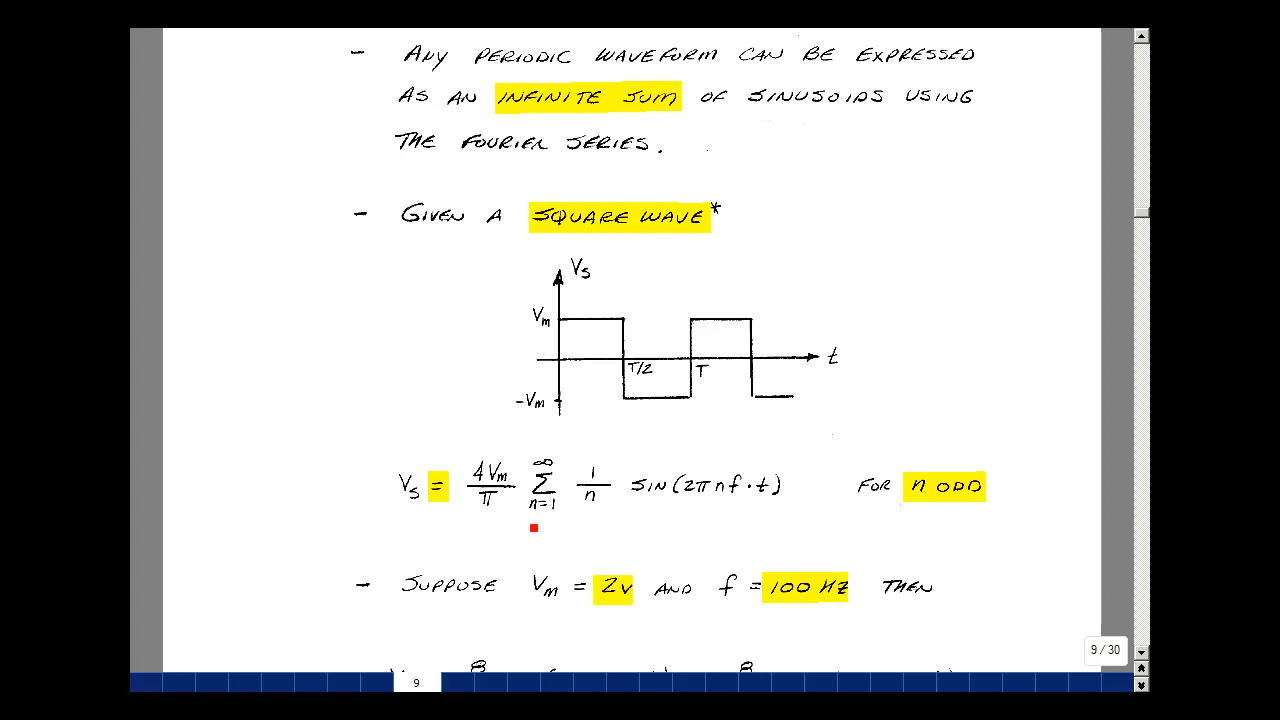 - ANY PERIODIC WAVEFORM CAN BE EXPRESSED
AS AN INFINITE SUM OF SINUSOIDS USING
THE FOURIER SERIES.
- GIVEN A SQUARE WAVE*
Vs
Vm
t
T/2
T
-Vm
Vs = 4Vm/π ∑ n=1 ∞ 1/n SIN(2πnf·t) FOR n ODD
- SUPPOSE Vm = 2V AND f = 100 HZ THEN
9 / 30
9